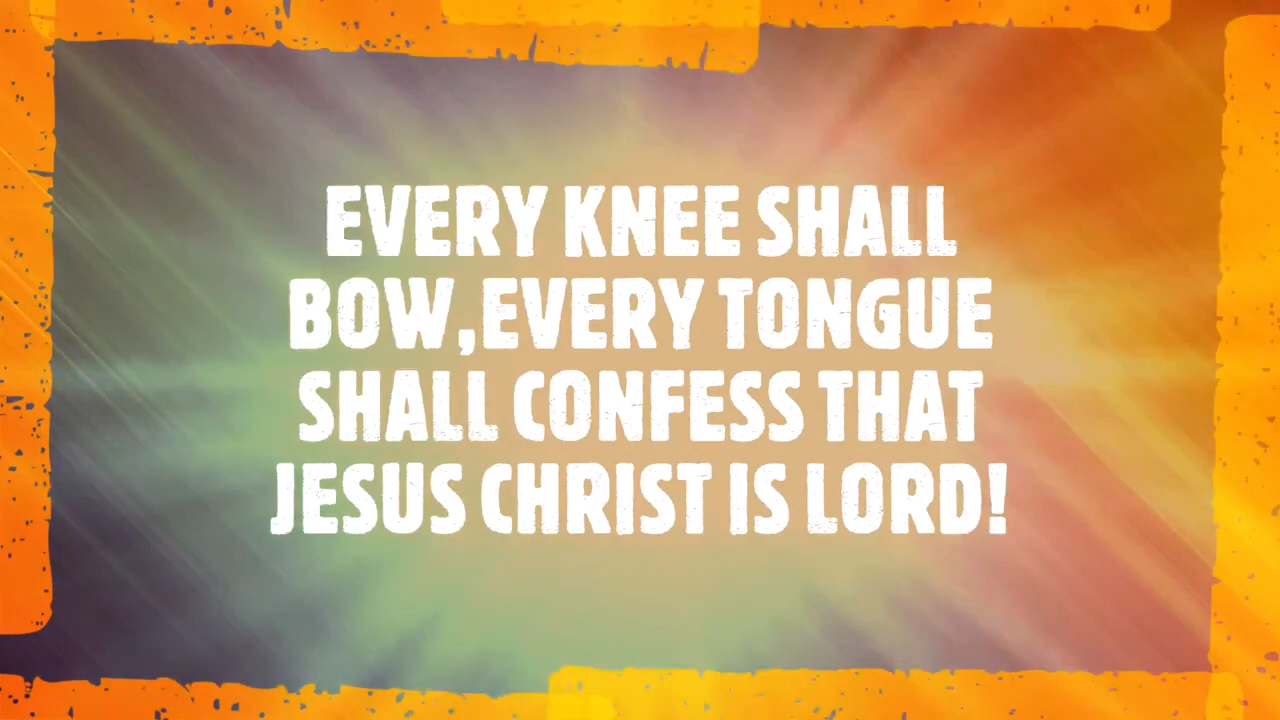 EVERY KNEE SHALL
BOW,EVERY TONGUE
SHALL CONFESS THAT
JESUS CHRIST IS LORD!